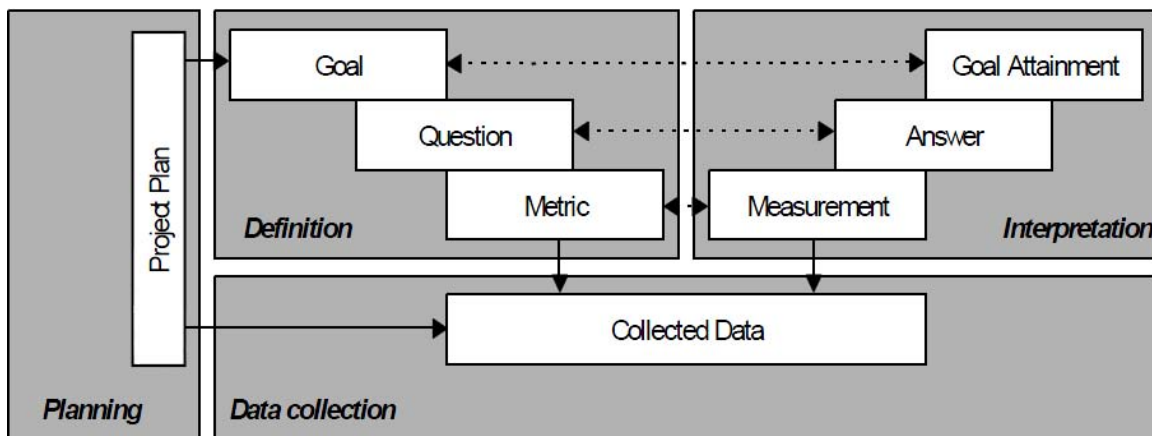 Project Plan
Planning
Goal
Question
Metric
Definition
Goal Attainment
Answer
Measurement
Interpretation
Collected Data
Data collection